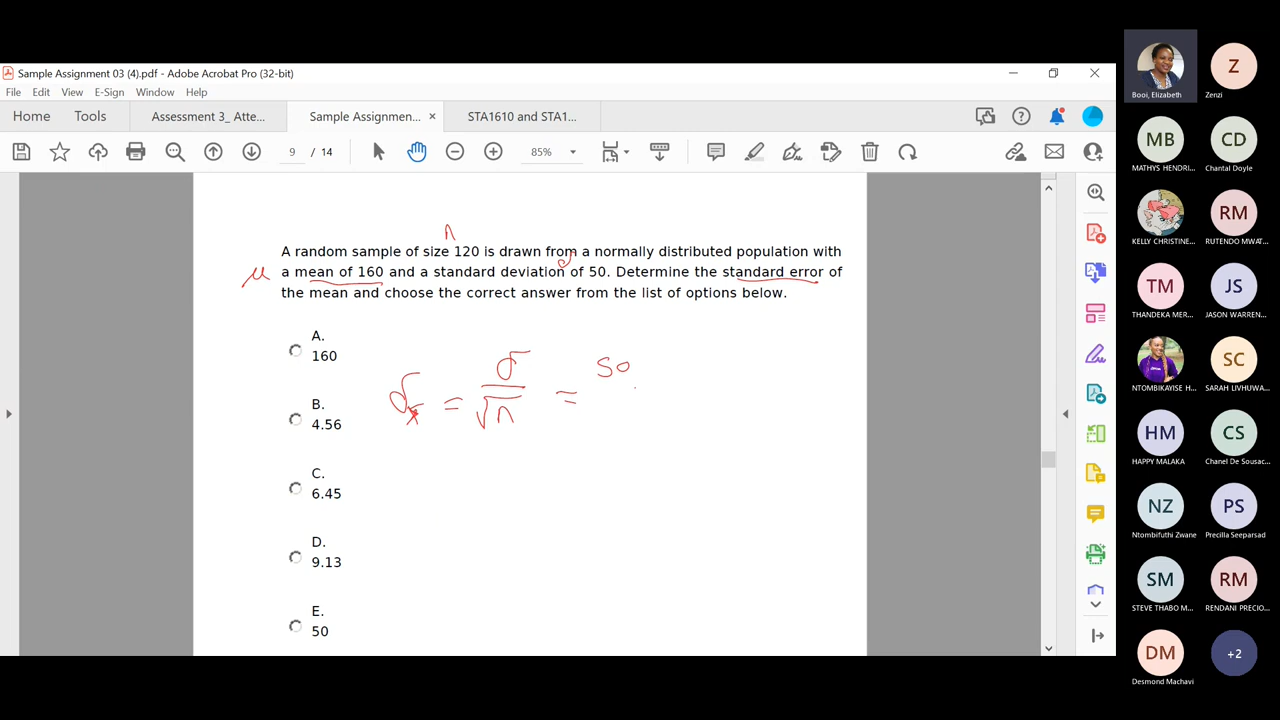 Sample Assignment 03 (4).pdf - Adobe Acrobat Pro (32-bit)
File Edit View E-Sign Window Help
Home Tools Assessment 3_ Atte... Sample Assignmen... × STA1610 and STA1...
9 / 14 85%
n
A random sample of size 120 is drawn from a normally distributed population with
σ
μ a mean of 160 and a standard deviation of 50. Determine the standard error of
the mean and choose the correct answer from the list of options below.
A.
160
B.
4.56
C.
6.45
D.
9.13
E.
50
σx̄ = σ/√n = 50
Booi, Elizabeth
Z
Zenzi
MB
MATHYS HENDRI...
CD
Chantal Doyle
KELLY CHRISTINE...
RM
RUTENDO MWAT...
TM
THANDEKA MER...
JS
JASON WARREN...
NTOMBIKAYISE H...
SC
SARAH LIVHUWA...
HM
HAPPY MALAKA
CS
Chanel De Sousac...
NZ
Ntombifuthi Zwane
PS
Precilla Seeparsad
SM
STEVE THABO M...
RM
RENDANI PRECIO...
DM
Desmond Machavi
+2